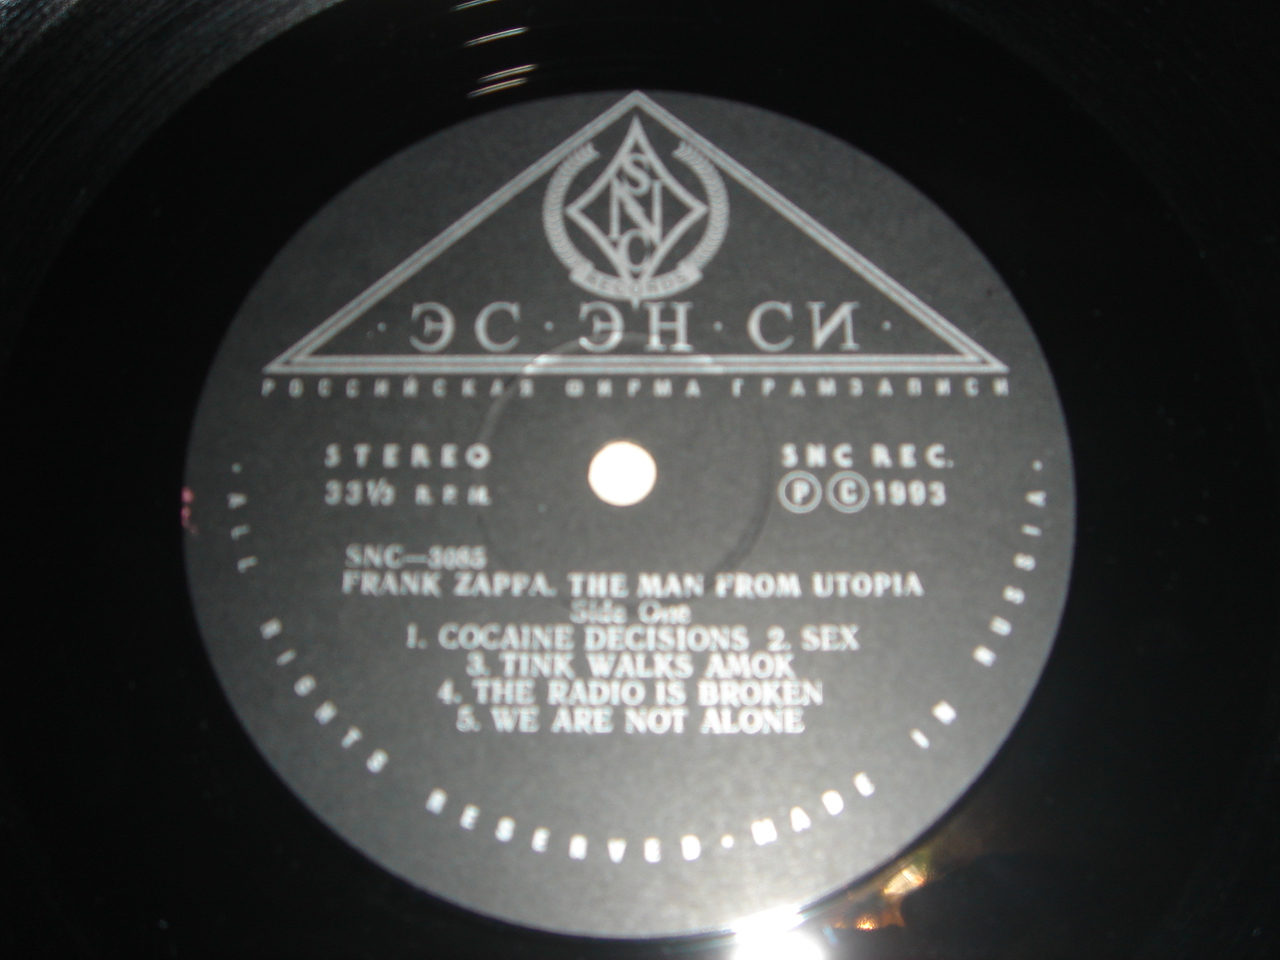 SNC
RECORDS
· ЭС · ЭН · СИ ·
РОССИЙСКАЯ ФИРМА ГРАМЗАПИСИ
STEREO
33⅓ R.P.M.
SNC REC.
Ⓟ Ⓒ 1993
SNC—3085
FRANK ZAPPA. THE MAN FROM UTOPIA
Side One
1. COCAINE DECISIONS 2. SEX
3. TINK WALKS AMOK
4. THE RADIO IS BROKEN
5. WE ARE NOT ALONE
· ALL RIGHTS RESERVED · MADE IN RUSSIA ·